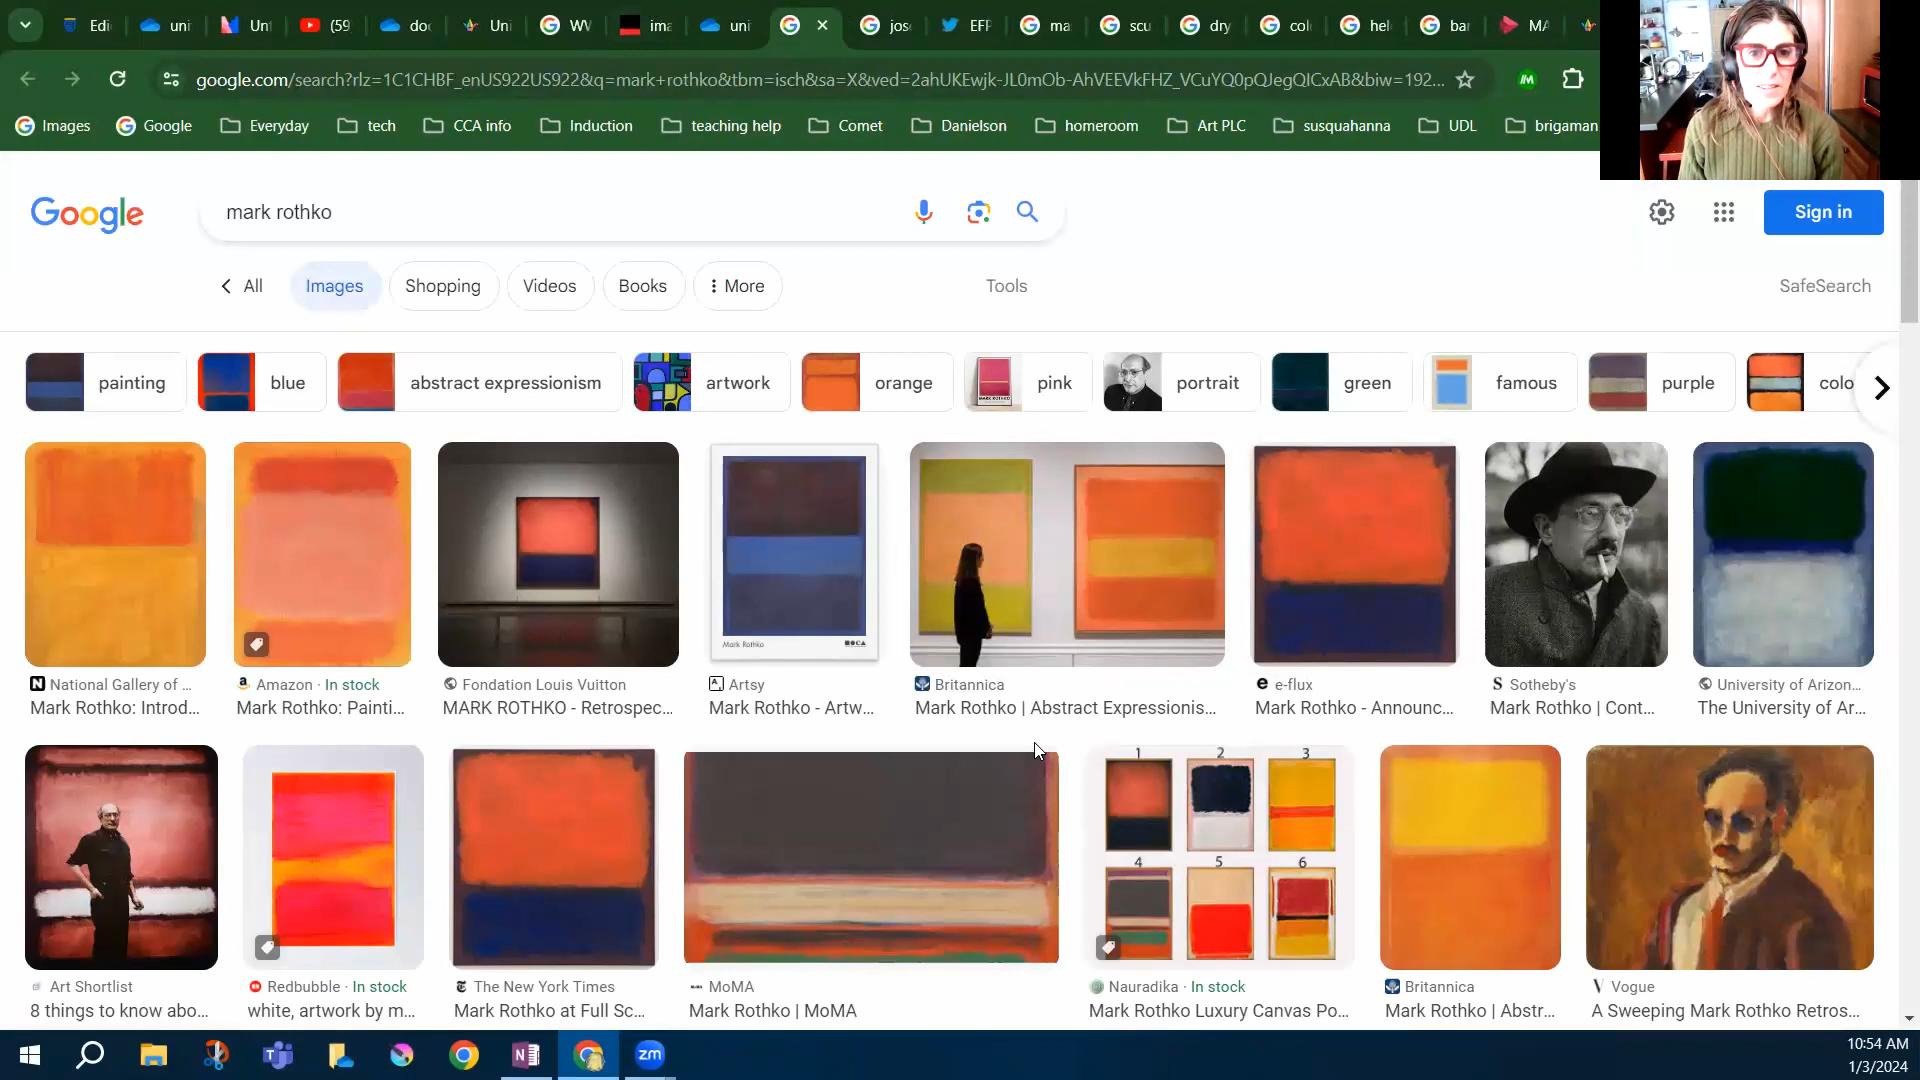 Edi
uni
Unt
(59
doc
Uni
WV
ima
uni
jos
EFP
ma
scu
dry
col
hel
bar
MA
google.com/search?rlz=1C1CHBF_enUS922US922&q=mark+rothko&tbm=isch&sa=X&ved=2ahUKEwjk-JL0mOb-AhVEEVkFHZ_VCuYQ0pQJegQICxAB&biw=192...
Images
Google
Everyday
tech
CCA info
Induction
teaching help
Comet
Danielson
homeroom
Art PLC
susquahanna
UDL
brigaman
Google
mark rothko
Sign in
All
Images
Shopping
Videos
Books
More
Tools
SafeSearch
painting
blue
abstract expressionism
artwork
orange
pink
portrait
green
famous
purple
colo
Mark Rothko
MOCA
National Gallery of ...
Mark Rothko: Introd...
Amazon · In stock
Mark Rothko: Painti...
Fondation Louis Vuitton
MARK ROTHKO - Retrospec...
Artsy
Mark Rothko - Artw...
Britannica
Mark Rothko | Abstract Expressionis...
e-flux
Mark Rothko - Announc...
Sotheby's
Mark Rothko | Cont...
University of Arizon...
The University of Ar...
1 2 3
4 5 6
Art Shortlist
8 things to know abo...
Redbubble · In stock
white, artwork by m...
The New York Times
Mark Rothko at Full Sc...
MoMA
Mark Rothko | MoMA
Nauradika · In stock
Mark Rothko Luxury Canvas Po...
Britannica
Mark Rothko | Abstr...
Vogue
A Sweeping Mark Rothko Retros...
zm
10:54 AM
1/3/2024